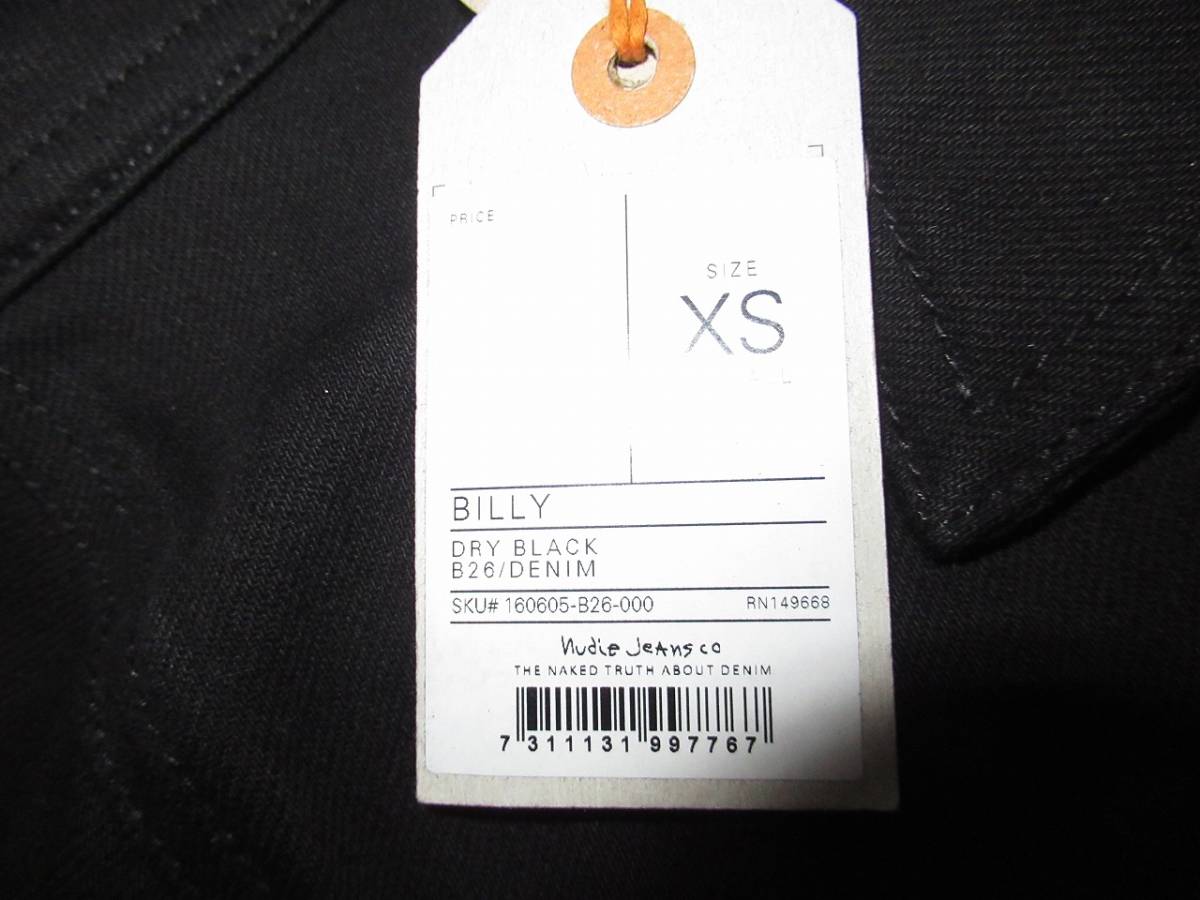 PRICE
SIZE
XS
BILLY
DRY BLACK
B26/DENIM
SKU# 160605-B26-000 RN149668
Nudie Jeans co
THE NAKED TRUTH ABOUT DENIM
7 311131 997767